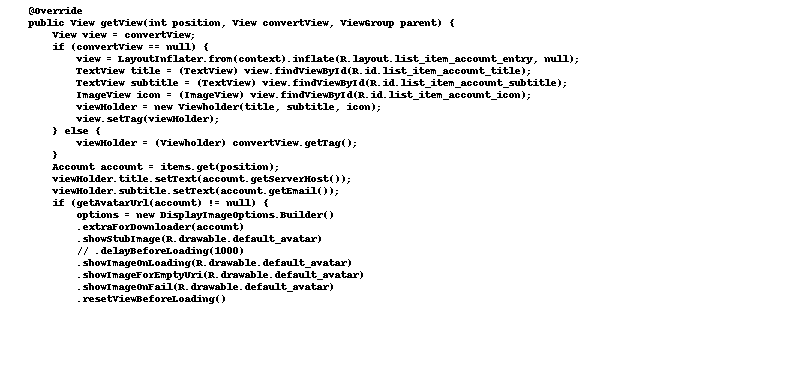 @Override
public View getView(int position, View convertView, ViewGroup parent) {
View view = convertView;
if (convertView == null) {
view = LayoutInflater.from(context).inflate(R.layout.list_item_account_entry, null);
TextView title = (TextView) view.findViewById(R.id.list_item_account_title);
TextView subtitle = (TextView) view.findViewById(R.id.list_item_account_subtitle);
ImageView icon = (ImageView) view.findViewById(R.id.list_item_account_icon);
viewHolder = new Viewholder(title, subtitle, icon);
view.setTag(viewHolder);
} else {
viewHolder = (Viewholder) convertView.getTag();
}
Account account = items.get(position);
viewHolder.title.setText(account.getServerHost());
viewHolder.subtitle.setText(account.getEmail());
if (getAvatarUrl(account) != null) {
options = new DisplayImageOptions.Builder()
.extraForDownloader(account)
.showStubImage(R.drawable.default_avatar)
// .delayBeforeLoading(1000)
.showImageOnLoading(R.drawable.default_avatar)
.showImageForEmptyUri(R.drawable.default_avatar)
.showImageOnFail(R.drawable.default_avatar)
.resetViewBeforeLoading()